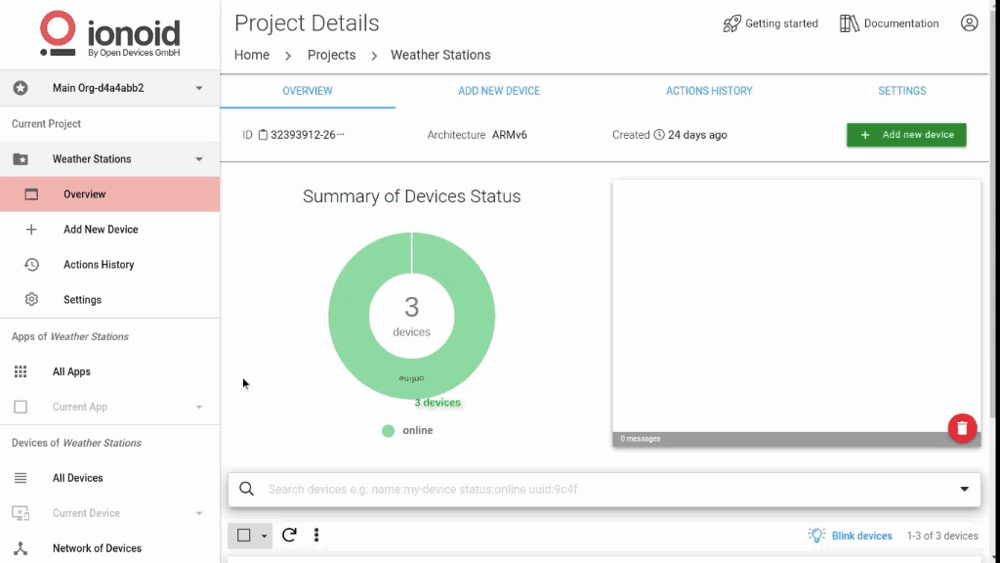 ionoid
By Open Devices GmbH
Main Org-d4a4abb2
Current Project
Weather Stations
Overview
Add New Device
Actions History
Settings
Apps of Weather Stations
All Apps
Current App
Devices of Weather Stations
All Devices
Current Device
Network of Devices
Project Details
Getting started
Documentation
Home > Projects > Weather Stations
OVERVIEW
ADD NEW DEVICE
ACTIONS HISTORY
SETTINGS
ID 32393912-26···
Architecture ARMv6
Created 24 days ago
+ Add new device
Summary of Devices Status
3
devices
3 devices
online
0 messages
Search devices e.g: name:my-device status:online uuid:9c4f
Blink devices
1-3 of 3 devices